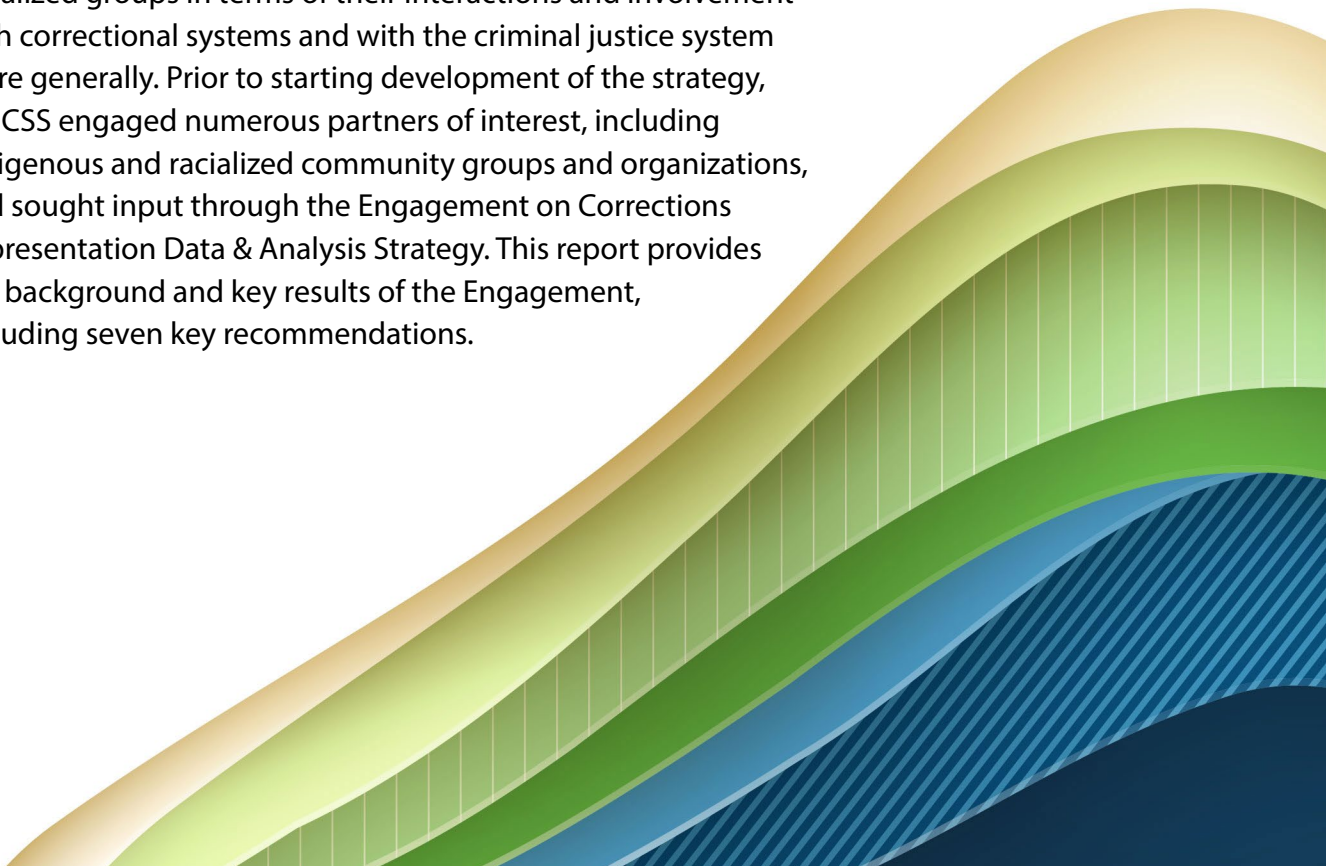 alized groups in terms of their interactions and involvement
h correctional systems and with the criminal justice system
re generally. Prior to starting development of the strategy,
CSS engaged numerous partners of interest, including
igenous and racialized community groups and organizations,
l sought input through the Engagement on Corrections
presentation Data & Analysis Strategy. This report provides
background and key results of the Engagement,
uding seven key recommendations.